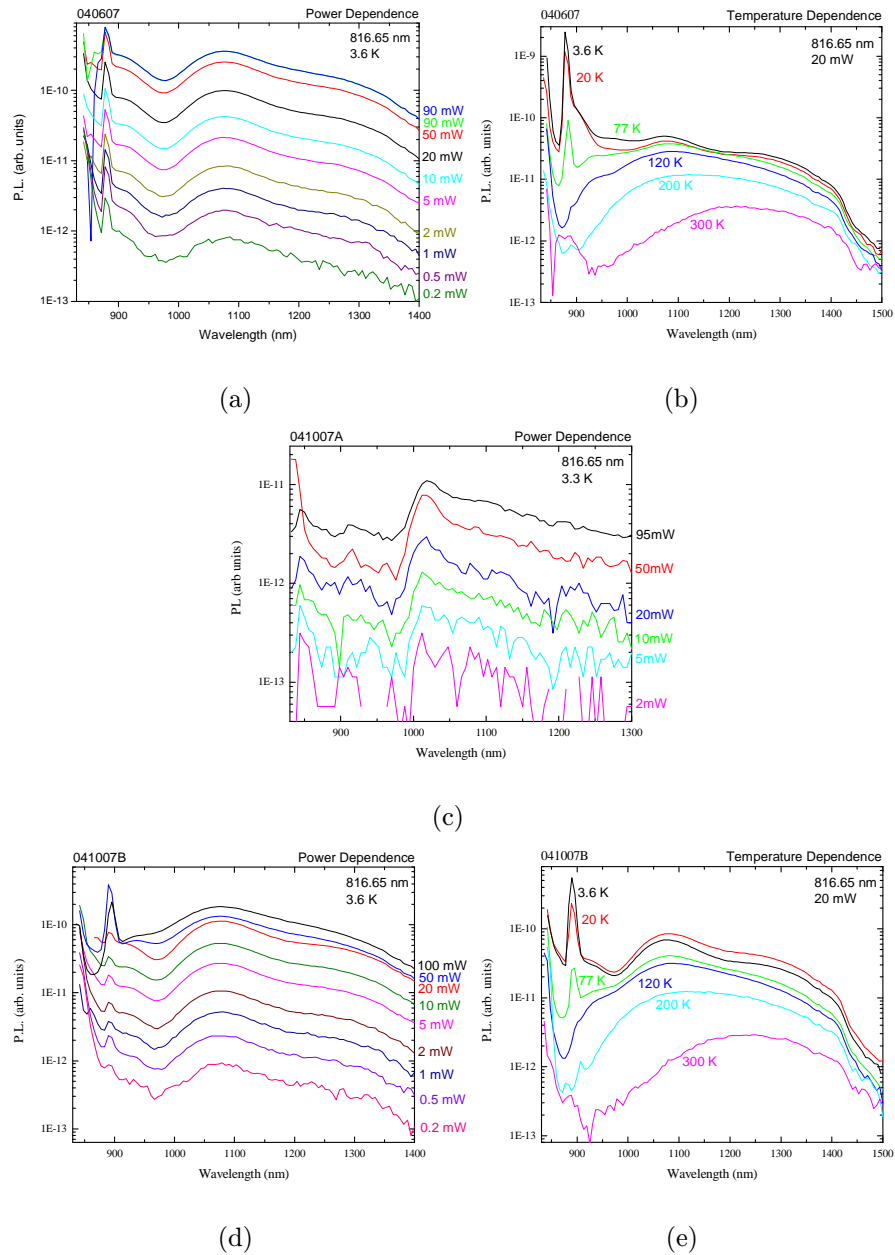 040607 Power Dependence
816.65 nm
3.6 K
P.L. (arb. units)
1E-10
1E-11
1E-12
1E-13
90 mW
90 mW
50 mW
20 mW
10 mW
5 mW
2 mW
1 mW
0.5 mW
0.2 mW
900 1000 1100 1200 1300 1400
Wavelength (nm)
(a)
040607 Temperature Dependence
816.65 nm
20 mW
P.L. (arb. units)
1E-9
1E-10
1E-11
1E-12
1E-13
3.6 K
20 K
77 K
120 K
200 K
300 K
900 1000 1100 1200 1300 1400 1500
Wavelength (nm)
(b)
041007A Power Dependence
816.65 nm
3.3 K
PL (arb units)
1E-11
1E-12
1E-13
95mW
50mW
20mW
10mW
5mW
2mW
900 1000 1100 1200 1300
Wavelength (nm)
(c)
041007B Power Dependence
816.65 nm
3.6 K
P.L. (arb. units)
1E-10
1E-11
1E-12
1E-13
100 mW
50 mW
20 mW
10 mW
5 mW
2 mW
1 mW
0.5 mW
0.2 mW
900 1000 1100 1200 1300 1400
Wavelength (nm)
(d)
041007B Temperature Dependence
816.65 nm
20 mW
P.L. (arb. units)
1E-10
1E-11
1E-12
1E-13
3.6 K
20 K
77 K
120 K
200 K
300 K
900 1000 1100 1200 1300 1400 1500
Wavelength (nm)
(e)